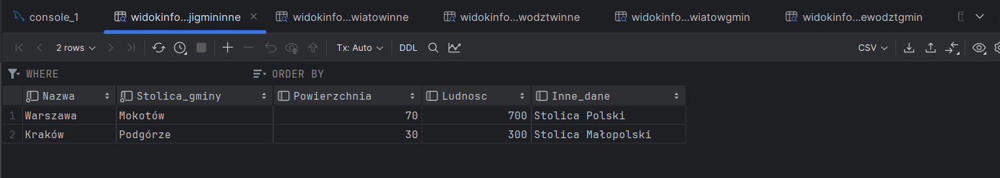 console_1 widokinfo...jigmininne widokinfo...wiatowinne widokinfo...wodztwinne widokinfo...wiatowgmin widokinfo...ewodztgmin
2 rows Tx: Auto DDL CSV
WHERE ORDER BY
Nazwa Stolica_gminy Powierzchnia Ludnosc Inne_dane
1 Warszawa Mokotów 70 700 Stolica Polski
2 Kraków Podgórze 30 300 Stolica Małopolski